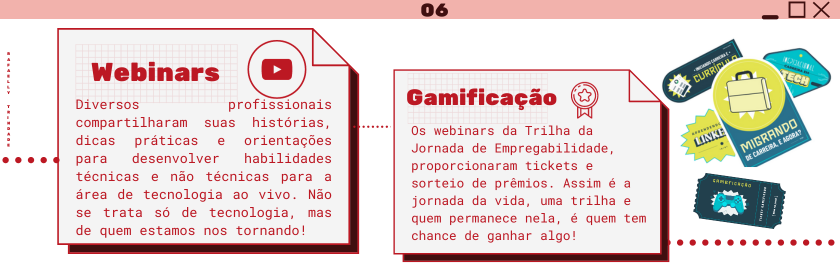 06
Webinars
Diversos profissionais
compartilharam suas histórias,
dicas práticas e orientações
para desenvolver habilidades
técnicas e não técnicas para a
área de tecnologia ao vivo. Não
se trata só de tecnologia, mas
de quem estamos nos tornando!
Gamificação
Os webinars da Trilha da
Jornada de Empregabilidade,
proporcionaram tickets e
sorteio de prêmios. Assim é a
jornada da vida, uma trilha e
quem permanece nela, é quem tem
chance de ganhar algo!
CURRÍCULO
TECH
MIGRANDO
DE CARREIRA, E AGORA?
GAMIFICAÇÃO